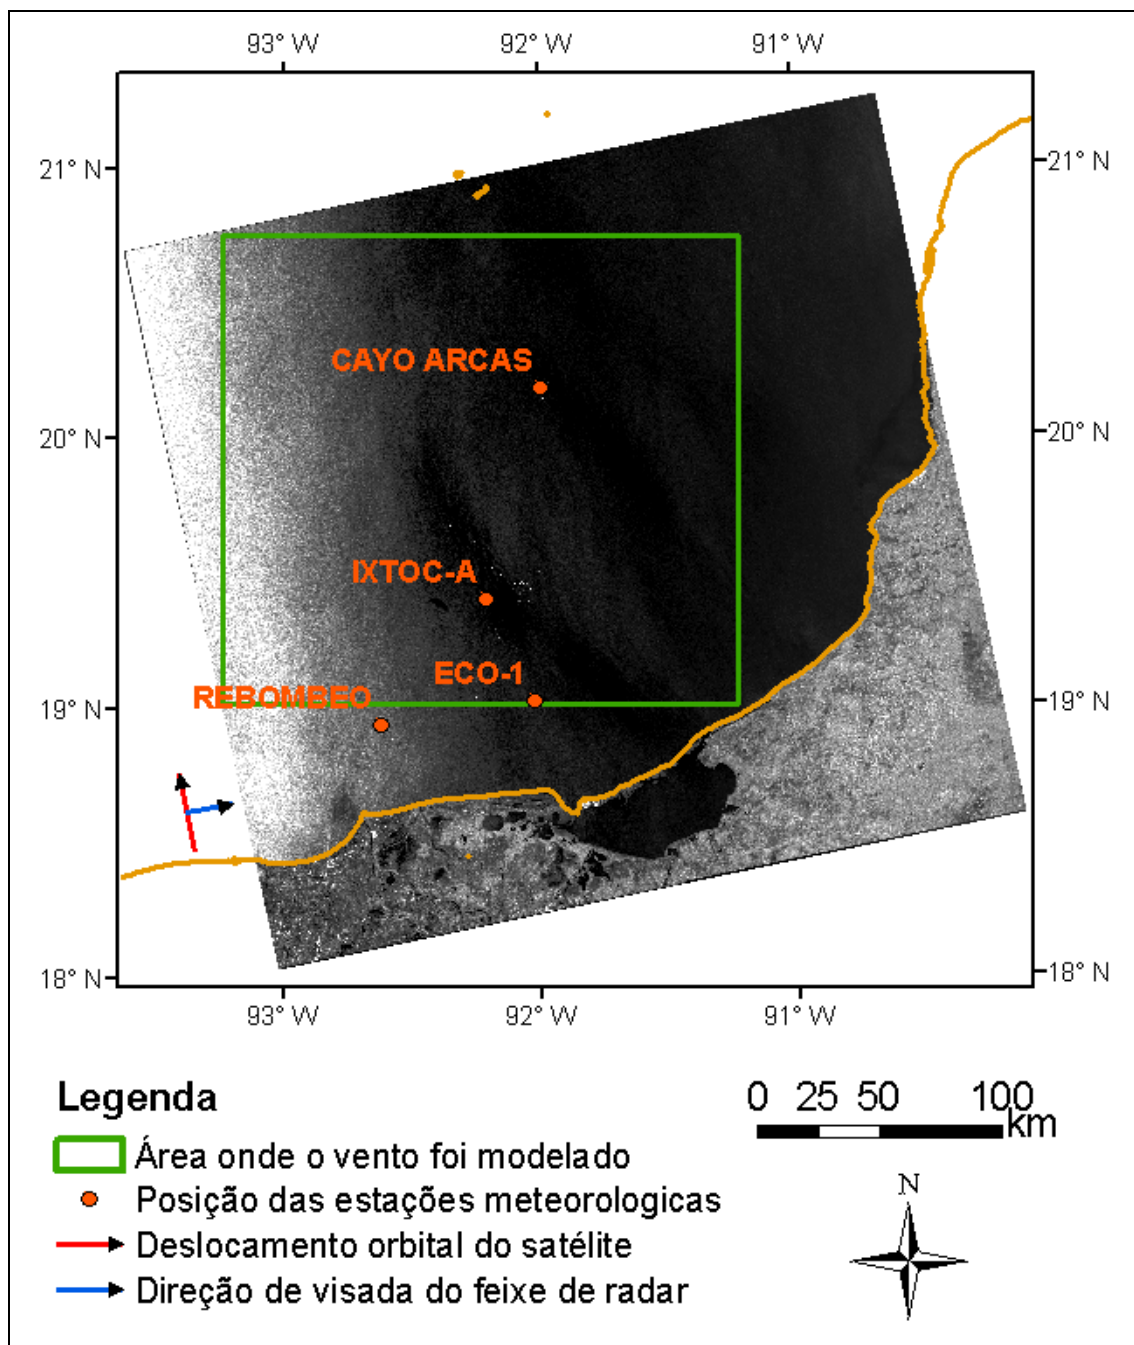 93° W 92° W 91° W
21° N 21° N
CAYO ARCAS
20° N 20° N
IXTOC-A
ECO-1
REBOMBEO
19° N 19° N
18° N 18° N
93° W 92° W 91° W
Legenda
Área onde o vento foi modelado
Posição das estações meteorologicas
Deslocamento orbital do satélite
Direção de visada do feixe de radar
0 25 50 100
km
N